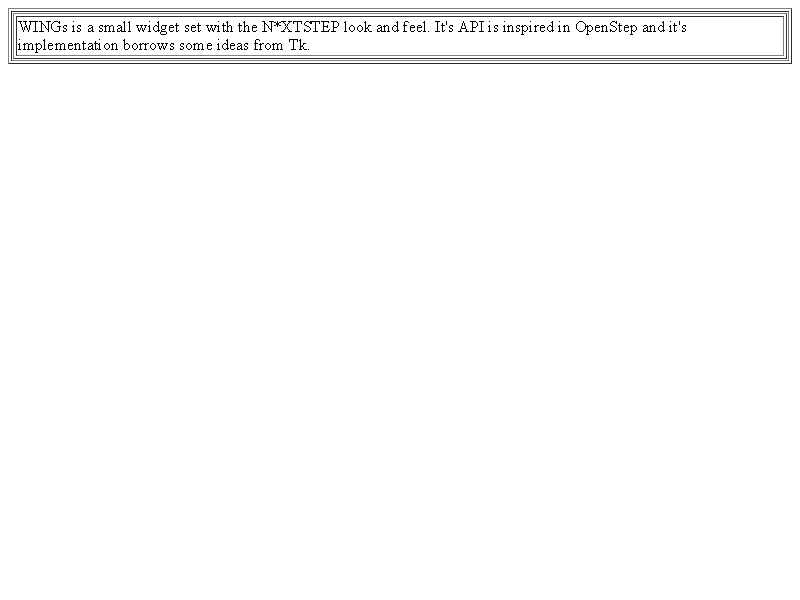 WINGs is a small widget set with the N*XTSTEP look and feel. It's API is inspired in OpenStep and it's
implementation borrows some ideas from Tk.